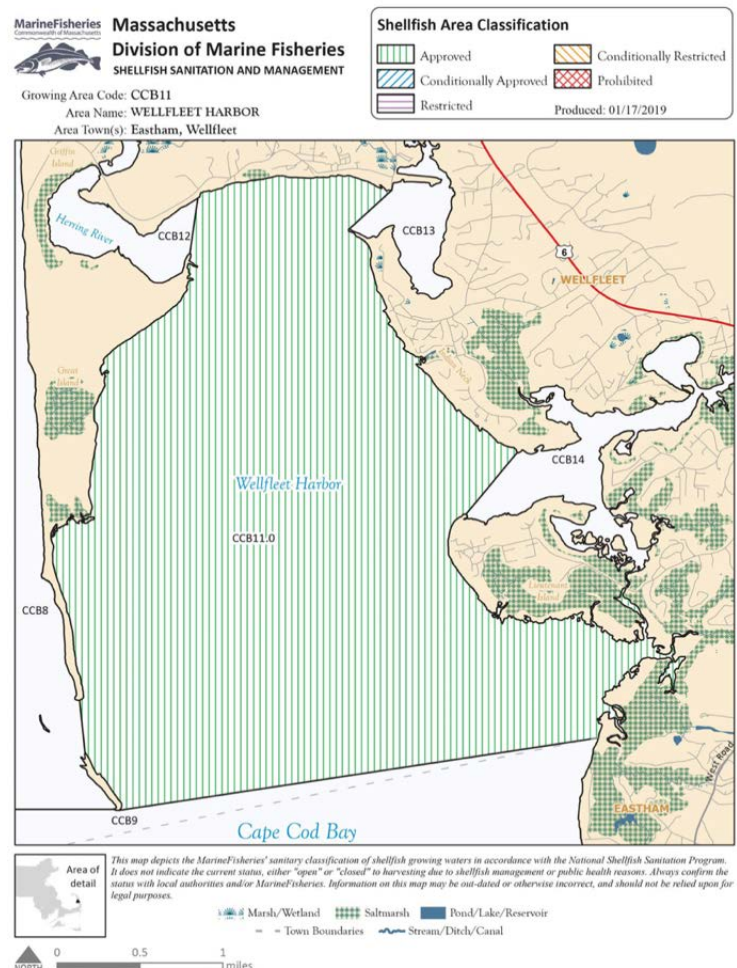 MarineFisheries
Commonwealth of Massachusetts
Massachusetts
Division of Marine Fisheries
SHELLFISH SANITATION AND MANAGEMENT
Growing Area Code: CCB11
Area Name: WELLFLEET HARBOR
Area Town(s): Eastham, Wellfleet
Shellfish Area Classification
Approved
Conditionally Restricted
Conditionally Approved
Prohibited
Restricted
Produced: 01/17/2019
Griffin
Island
Herring River
CCB12
CCB13
6
WELLFLEET
Great
Island
CCB14
Wellfleet Harbor
CCB11.0
Lieutenant
Island
CCB8
West Road
EASTHAM
CCB9
Cape Cod Bay
Area of
detail
This map depicts the MarineFisheries' sanitary classification of shellfish growing waters in accordance with the National Shellfish Sanitation Program.
It does not indicate the current status, either "open" or "closed" to harvesting due to shellfish management or public health reasons. Always confirm the
status with local authorities and/or MarineFisheries. Information on this map may be out-dated or otherwise incorrect, and should not be relied upon for
legal purposes.
Marsh/Wetland
Saltmarsh
Pond/Lake/Reservoir
Town Boundaries
Stream/Ditch/Canal
NORTH
0
0.5
1
miles